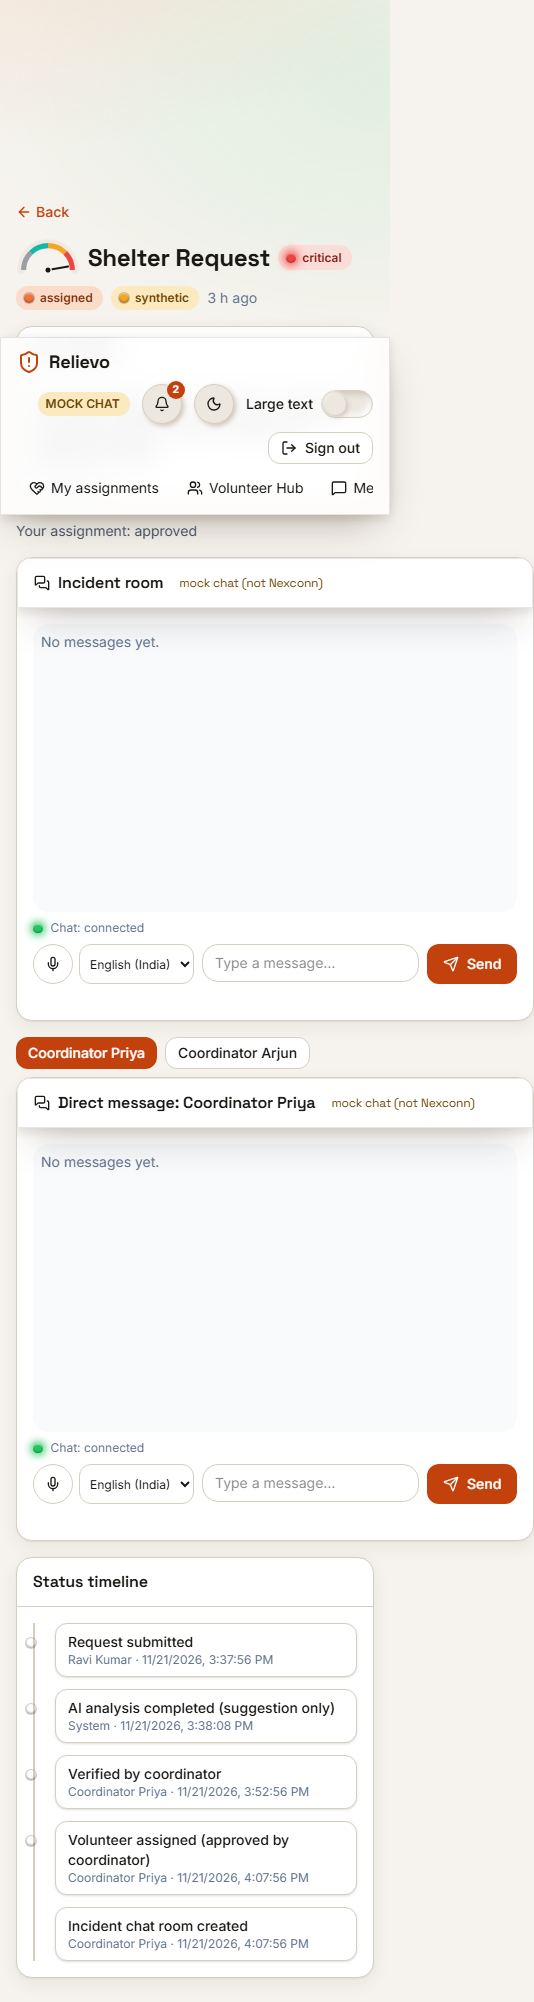 Back
Shelter Request
critical
assigned
synthetic
3 h ago
Relievo
MOCK CHAT
2
Large text
Sign out
My assignments
Volunteer Hub
Me
Your assignment: approved
Incident room
mock chat (not Nexconn)
No messages yet.
Chat: connected
English (India)
Type a message...
Send
Coordinator Priya
Coordinator Arjun
Direct message: Coordinator Priya
mock chat (not Nexconn)
No messages yet.
Chat: connected
English (India)
Type a message...
Send
Status timeline
Request submitted
Ravi Kumar · 11/21/2026, 3:37:56 PM
AI analysis completed (suggestion only)
System · 11/21/2026, 3:38:08 PM
Verified by coordinator
Coordinator Priya · 11/21/2026, 3:52:56 PM
Volunteer assigned (approved by
coordinator)
Coordinator Priya · 11/21/2026, 4:07:56 PM
Incident chat room created
Coordinator Priya · 11/21/2026, 4:07:56 PM